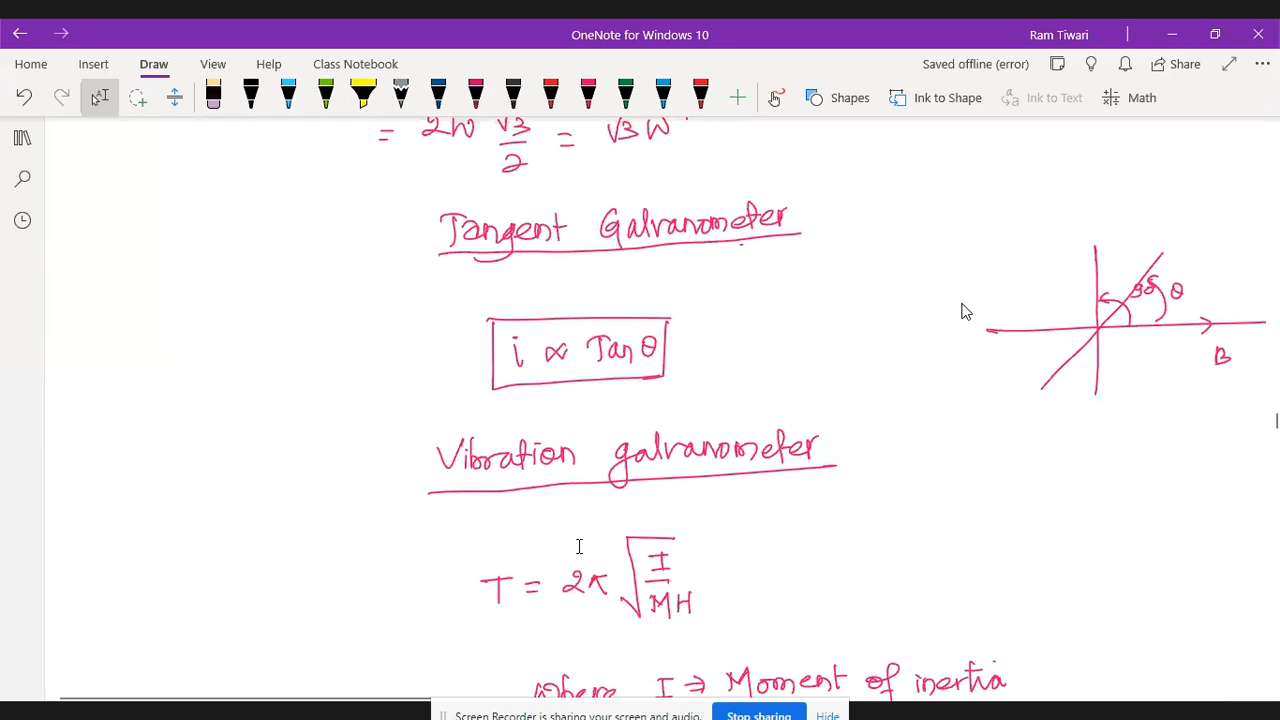 OneNote for Windows 10
Ram Tiwari
Home Insert Draw View Class Notebook
Saved offline (error) Share
Shapes Ink to Shape Ink to Text Math
= 2W √3/2 = √3 W
Tangent Galvanometer
i ∝ Tan θ
90° θ
B
Vibration galvanometer
T = 2π √(I/MH)
where I ⇒ Moment of inertia
Screen Recorder is sharing your screen and audio. Stop sharing Hide